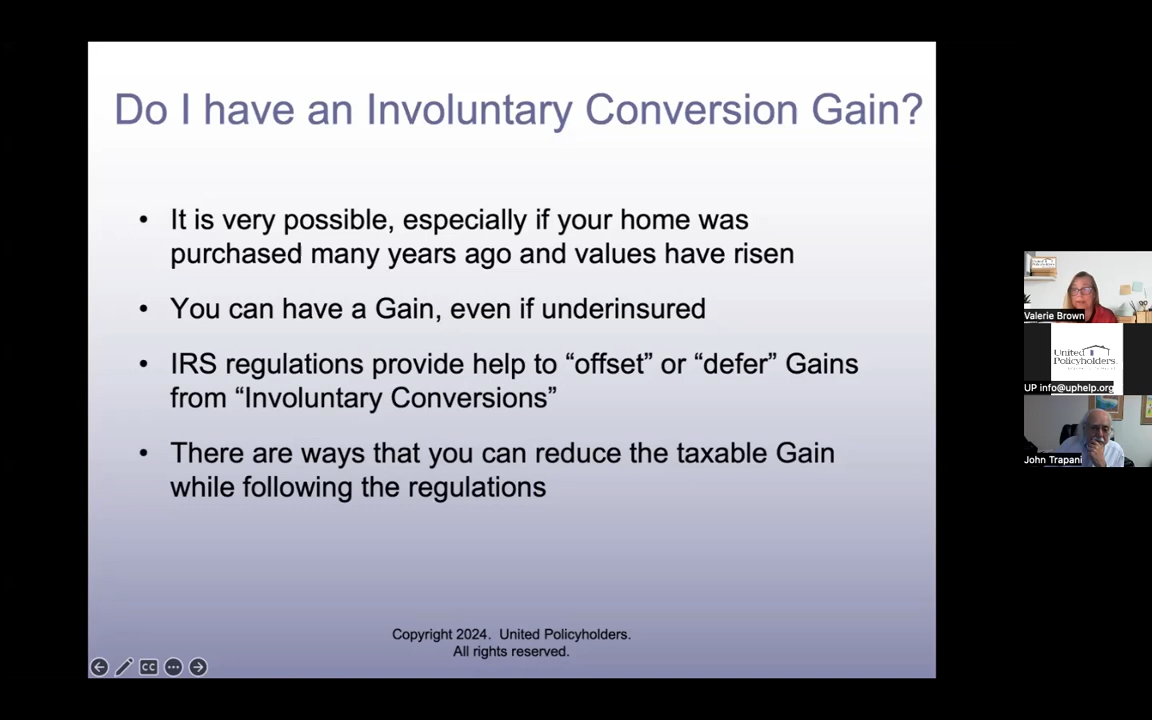 Do I have an Involuntary Conversion Gain?
• It is very possible, especially if your home was
purchased many years ago and values have risen
• You can have a Gain, even if underinsured
• IRS regulations provide help to “offset” or “defer” Gains
from “Involuntary Conversions”
• There are ways that you can reduce the taxable Gain
while following the regulations
Copyright 2024. United Policyholders.
All rights reserved.
CC
Valerie Brown
United
Policyholders
UP info@uphelp.org
John Trapani